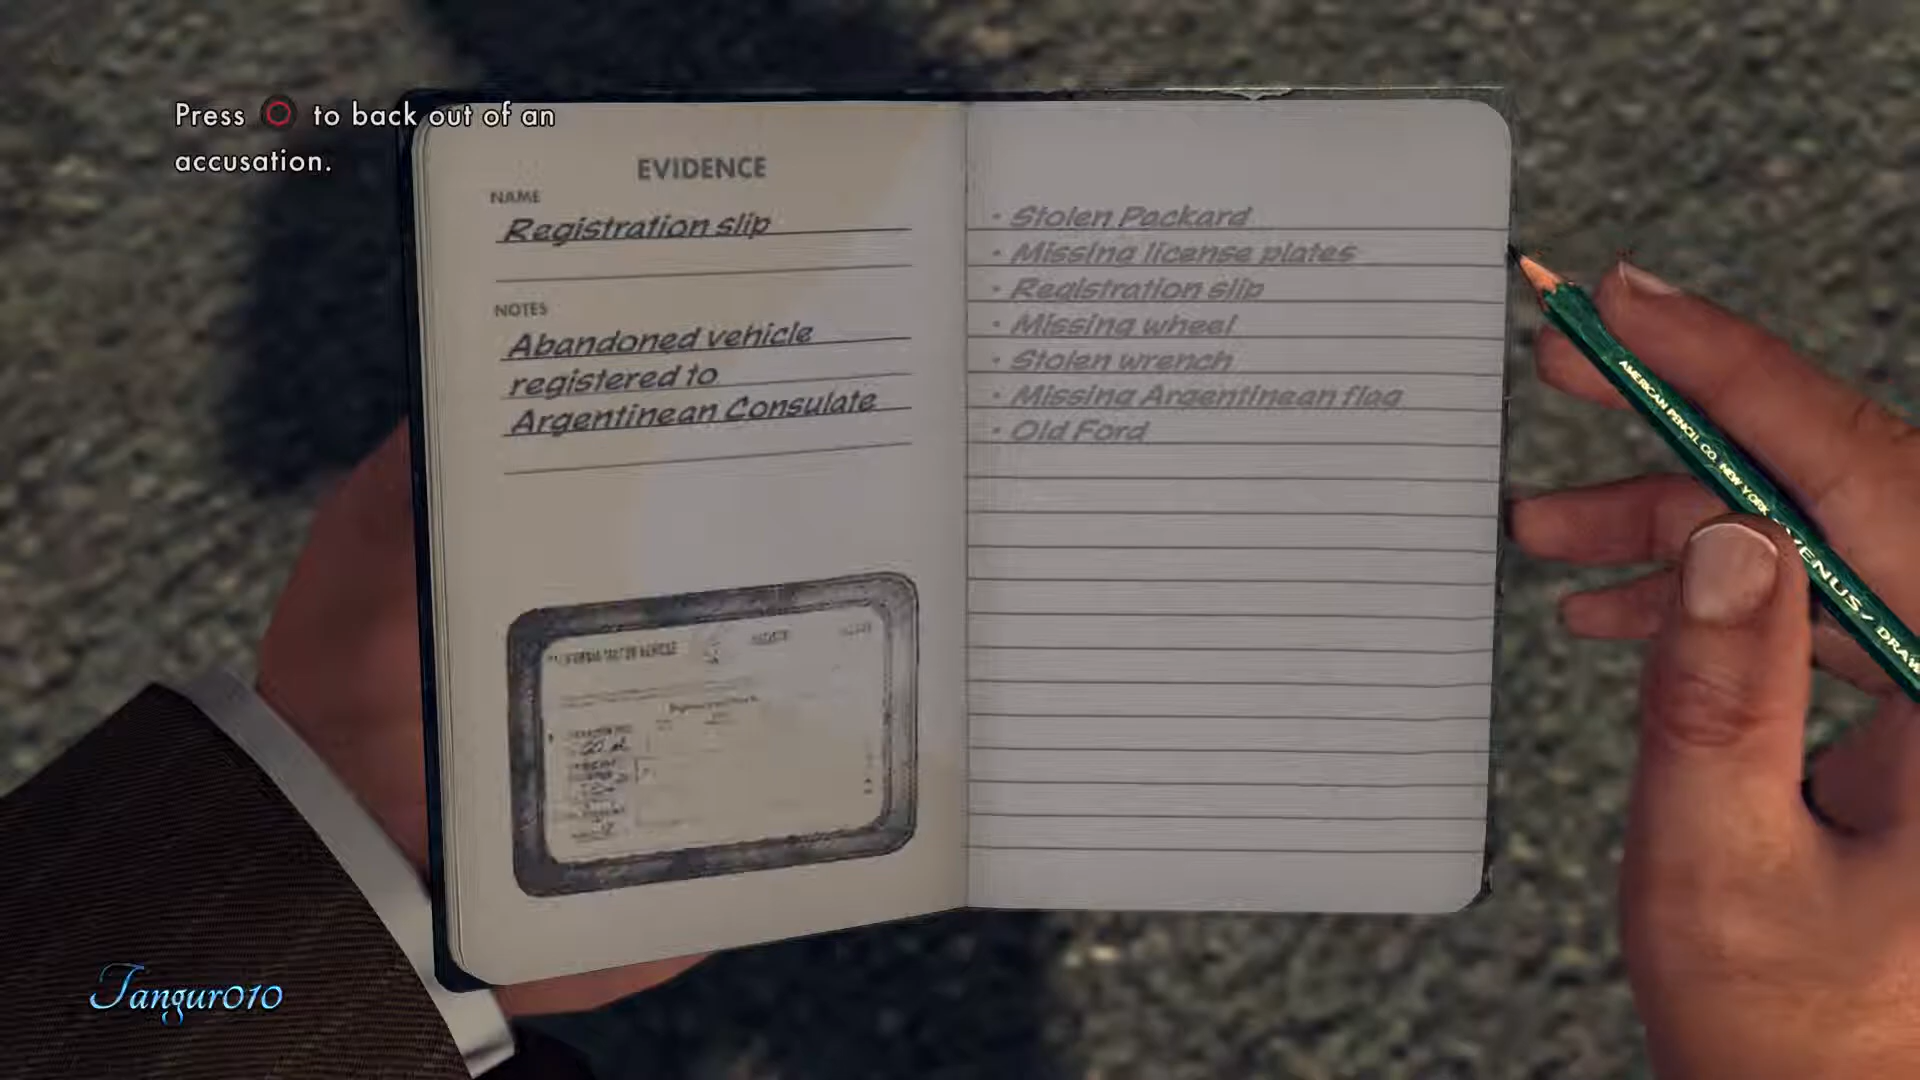 Press to back out of an
accusation.
EVIDENCE
NAME
Registration slip
NOTES
Abandoned vehicle
registered to
Argentinean Consulate
• Stolen Packard
• Missing license plates
• Registration slip
• Missing wheel
• Stolen wrench
• Missing Argentinean flag
• Old Ford
AMERICAN PENCIL CO. NEW YORK VENUS DRAW
Tangur010